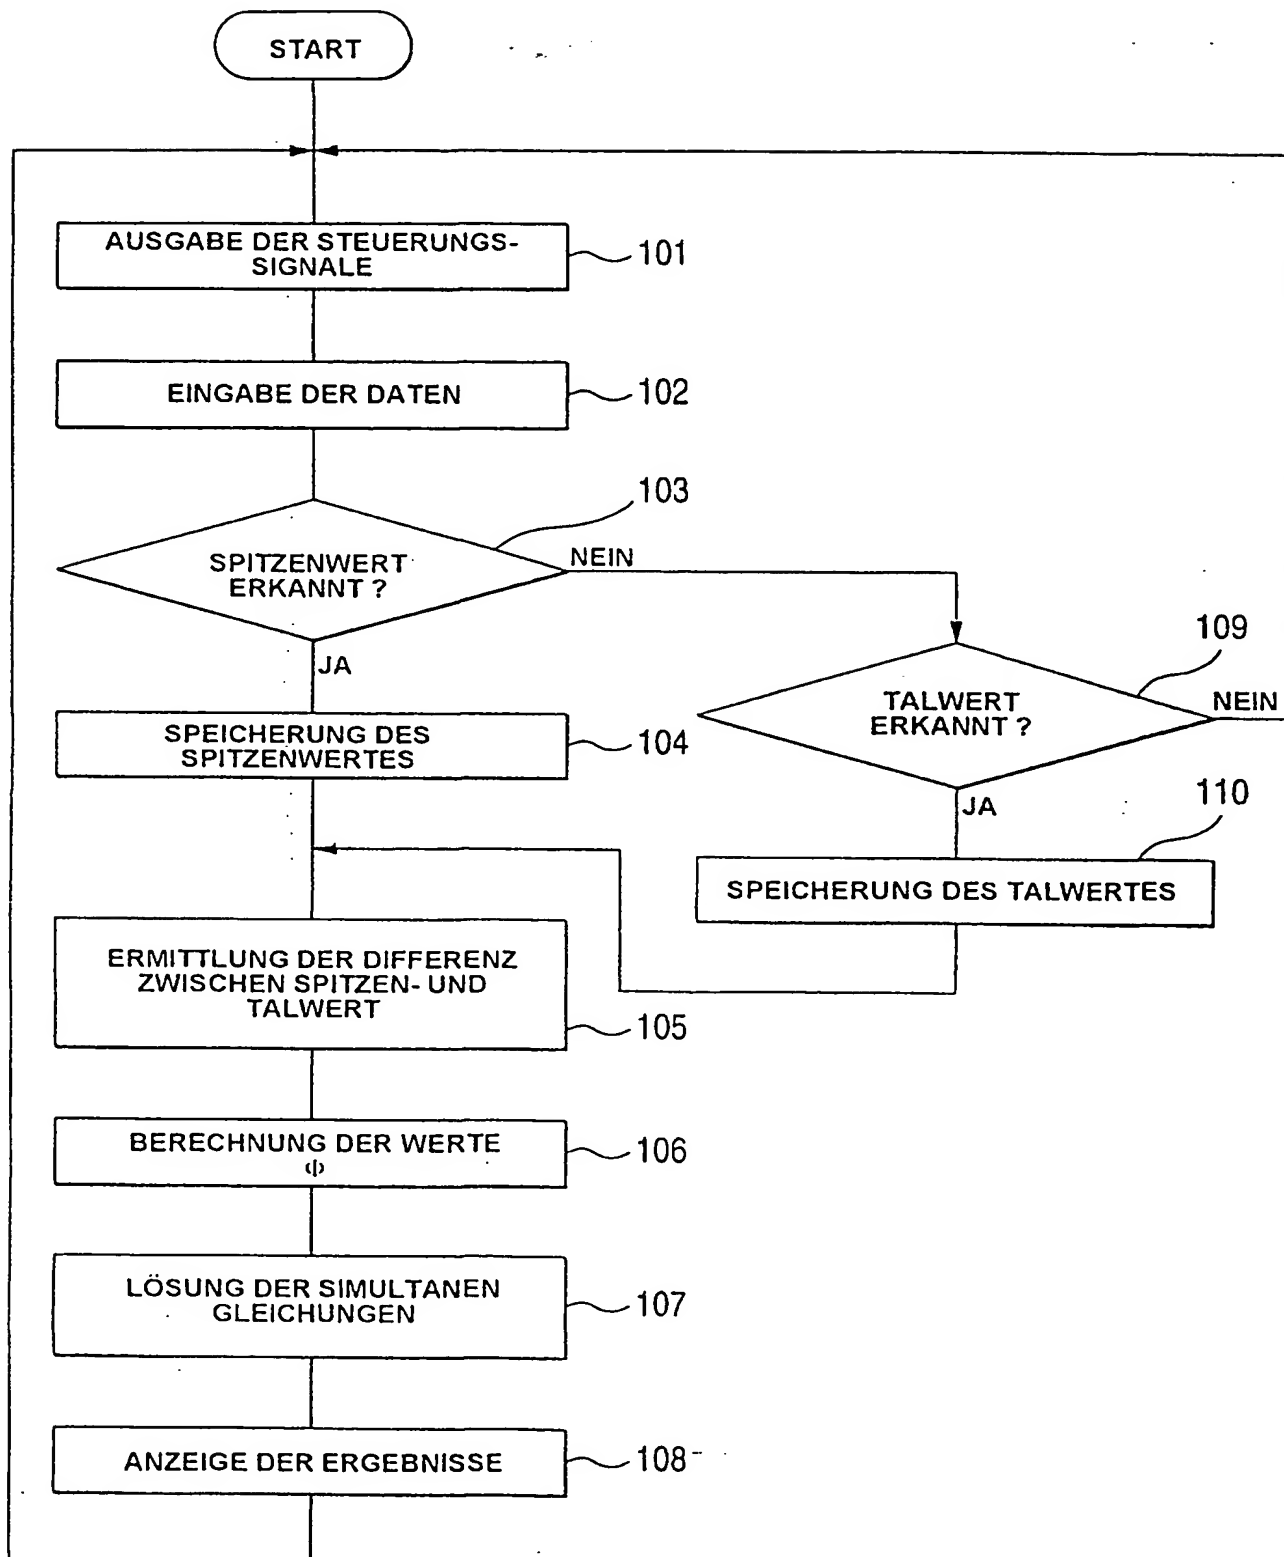 START
AUSGABE DER STEUERUNGS-
SIGNALE
101
EINGABE DER DATEN
102
103
SPITZENWERT
ERKANNT ?
NEIN
JA
109
TALWERT
ERKANNT ?
NEIN
SPEICHERUNG DES
SPITZENWERTES
104
JA
110
SPEICHERUNG DES TALWERTES
ERMITTLUNG DER DIFFERENZ
ZWISCHEN SPITZEN- UND
TALWERT
105
BERECHNUNG DER WERTE
Φ
106
LÖSUNG DER SIMULTANEN
GLEICHUNGEN
107
ANZEIGE DER ERGEBNISSE
108